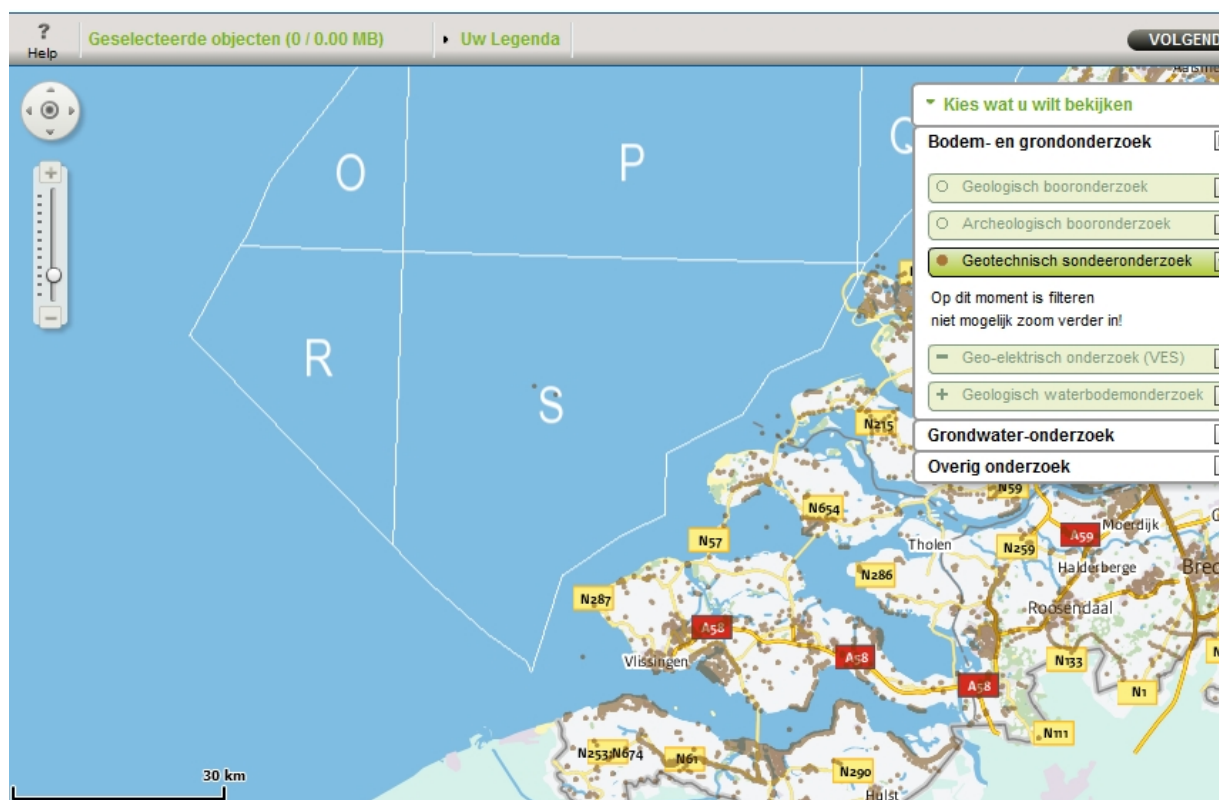 ?
Help
Geselecteerde objecten (0 / 0.00 MB)
Uw Legenda
VOLGEND
Kies wat u wilt bekijken
Bodem- en grondonderzoek
Geologisch booronderzoek
Archeologisch booronderzoek
Geotechnisch sondeeronderzoek
Op dit moment is filteren
niet mogelijk zoom verder in!
Geo-elektrisch onderzoek (VES)
Geologisch waterbodemonderzoek
Grondwater-onderzoek
Overig onderzoek
O
P
Q
R
S
N215
N59
N654
A59
Moerdijk
N57
Tholen
N259
Halderberge
N286
Bred
N287
Roosendaal
A58
Vlissingen
A58
N133
A58
N1
N111
N253
N674
N61
N290
Hulst
30 km